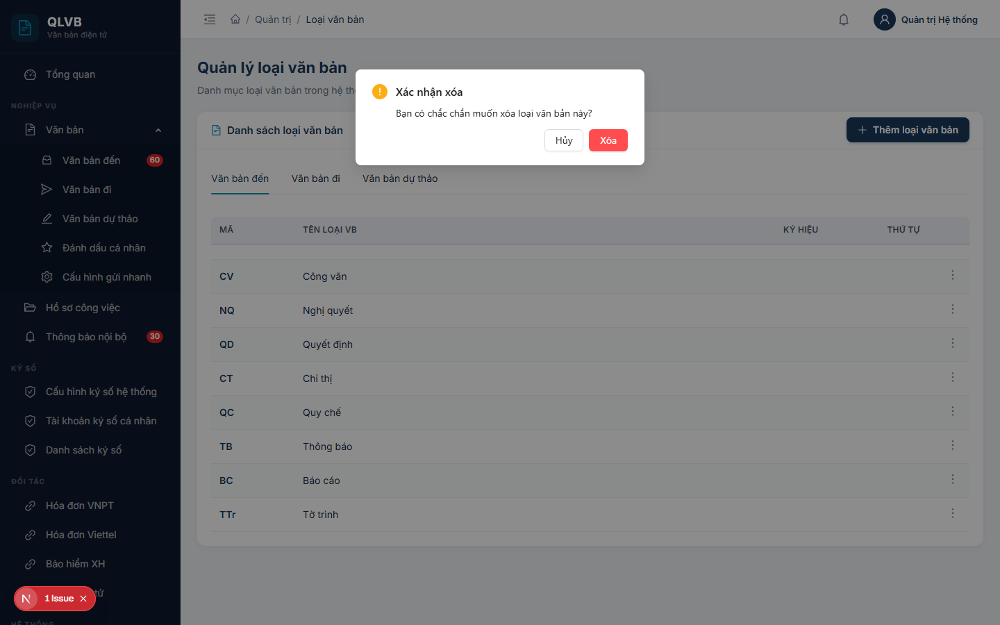 QLVB
Văn bản điện tử
Tổng quan
NGHIỆP VỤ
Văn bản
Văn bản đến 60
Văn bản đi
Văn bản dự thảo
Đánh dấu cá nhân
Cấu hình gửi nhanh
Hồ sơ công việc
Thông báo nội bộ 30
KÝ SỐ
Cấu hình ký số hệ thống
Tài khoản ký số cá nhân
Danh sách ký số
ĐỐI TÁC
Hóa đơn VNPT
Hóa đơn Viettel
Bảo hiểm XH
tử
N 1 Issue
HỆ THỐNG
/ Quản trị / Loại văn bản
Quản trị Hệ thống
Quản lý loại văn bản
Danh mục loại văn bản trong hệ
Xác nhận xóa
Bạn có chắc chắn muốn xóa loại văn bản này?
Hủy Xóa
Danh sách loại văn bản
Thêm loại văn bản
Văn bản đến Văn bản đi Văn bản dự thảo
MÃ TÊN LOẠI VB KÝ HIỆU THỨ TỰ
CV Công văn
NQ Nghị quyết
QD Quyết định
CT Chỉ thị
QC Quy chế
TB Thông báo
BC Báo cáo
TTr Tờ trình